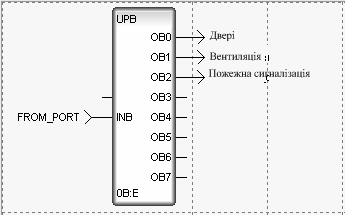 UPB
OB0 Двері
OB1 Вентиляція
OB2 Пожежна сигналізація
OB3
FROM_PORT INB OB4
OB5
OB6
OB7
0B:E